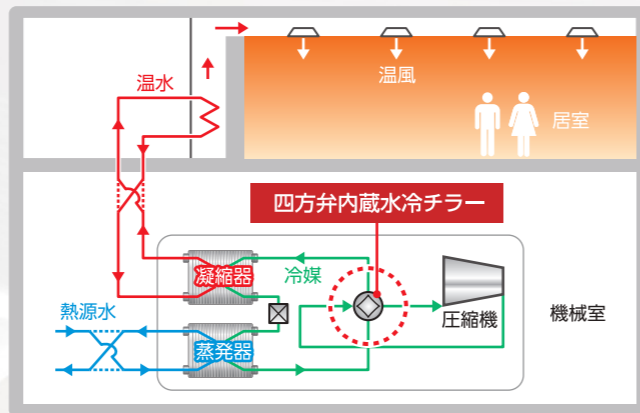 温水
温風
居室
四方弁内蔵水冷チラー
凝縮器
冷媒
圧縮機
機械室
熱源水
蒸発器